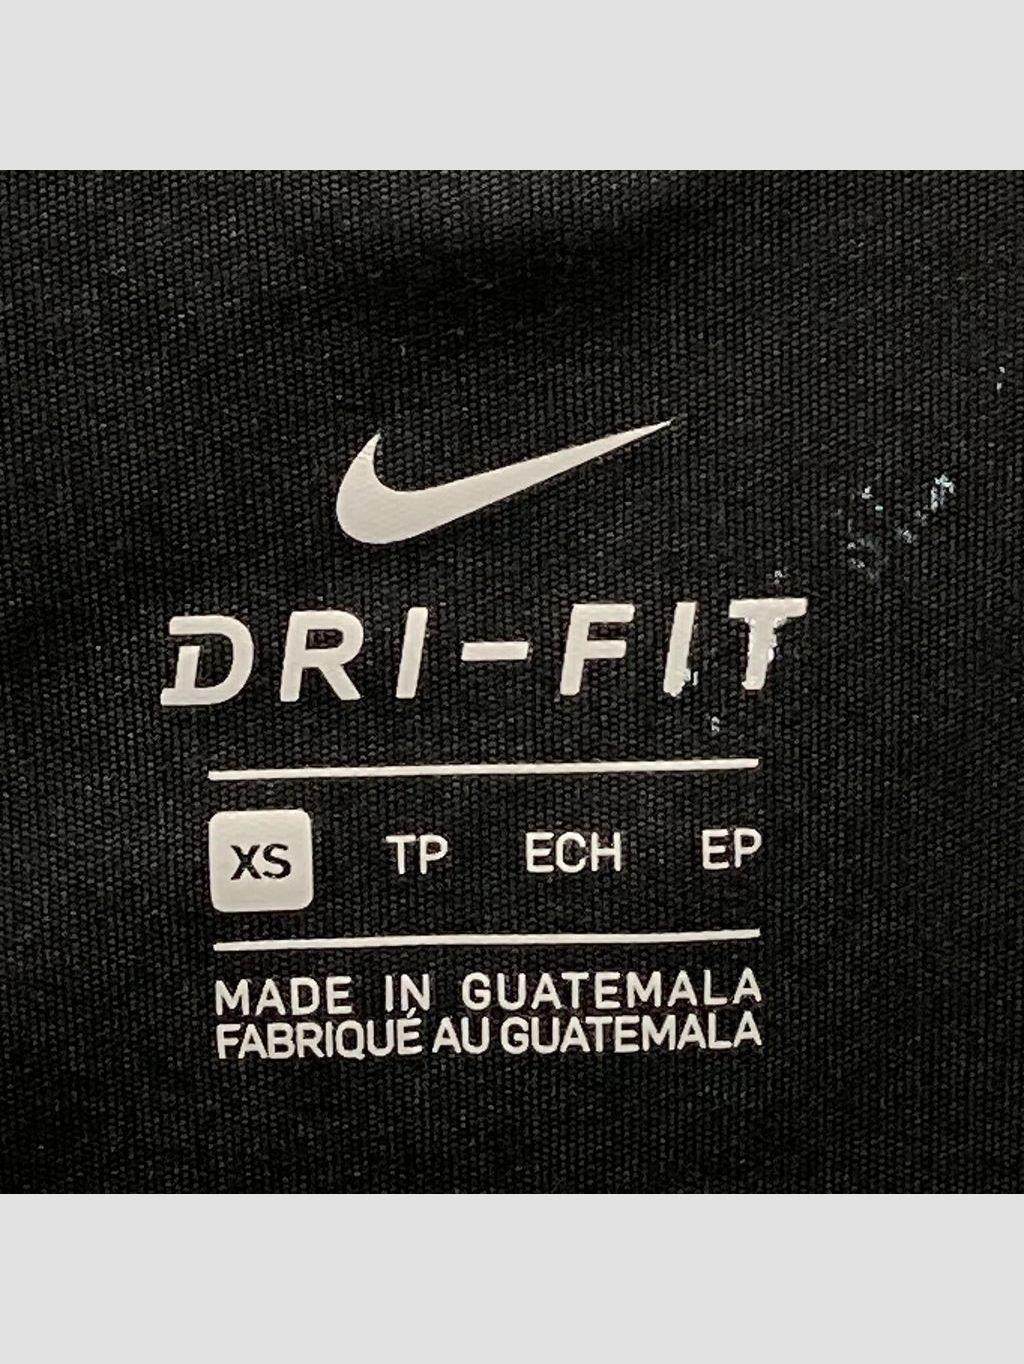 DRI-FIT
XS TP ECH EP
MADE IN GUATEMALA
FABRIQUÉ AU GUATEMALA